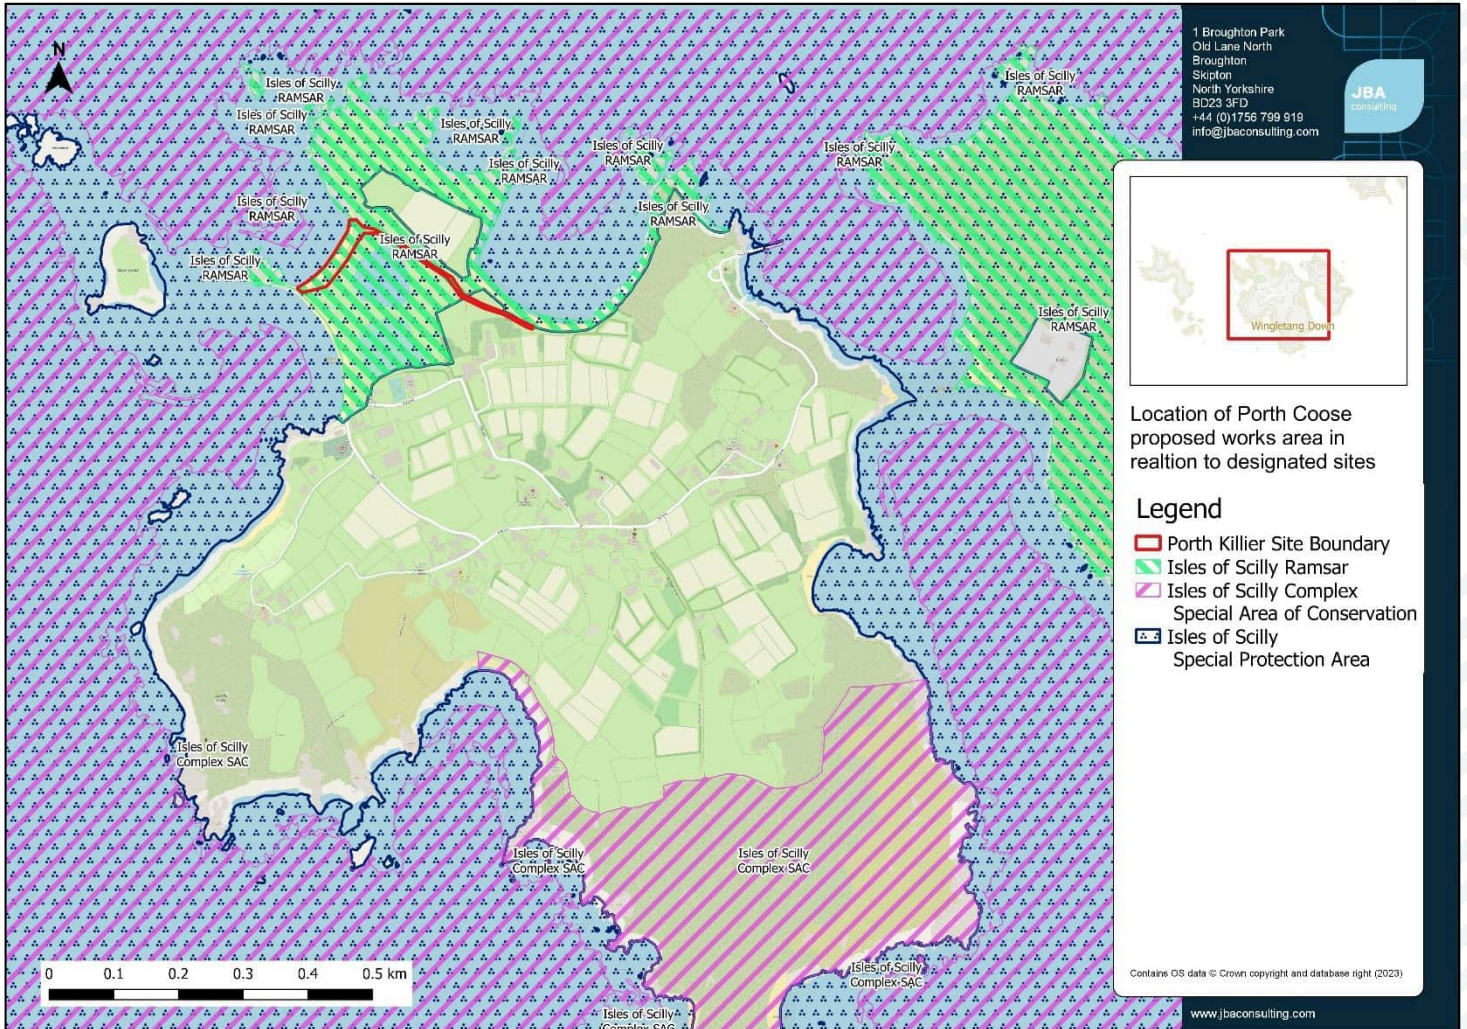 N
Isles of Scilly
RAMSAR
Isles of Scilly
RAMSAR
Isles of Scilly
RAMSAR
Isles of Scilly
RAMSAR
Isles of Scilly
RAMSAR
Isles of Scilly
RAMSAR
Isles of Scilly
RAMSAR
Isles of Scilly
RAMSAR
Isles of Scilly
RAMSAR
Isles of Scilly
RAMSAR
Isles of Scilly
RAMSAR
Isles of Scilly
RAMSAR
Isles of Scilly
Complex SAC
Isles of Scilly
Complex SAC
Isles of Scilly
Complex SAC
Isles of Scilly
Complex SAC
Isles of Scilly
Complex SAC
0 0.1 0.2 0.3 0.4 0.5 km
1 Broughton Park
Old Lane North
Broughton
Skipton
North Yorkshire
BD23 3FD
+44 (0)1756 799 919
info@jbaconsulting.com
JBA
consulting
Wingletang Down
Location of Porth Coose
proposed works area in
realtion to designated sites
Legend
Porth Killier Site Boundary
Isles of Scilly Ramsar
Isles of Scilly Complex
Special Area of Conservation
Isles of Scilly
Special Protection Area
Contains OS data © Crown copyright and database right (2023)
www.jbaconsulting.com